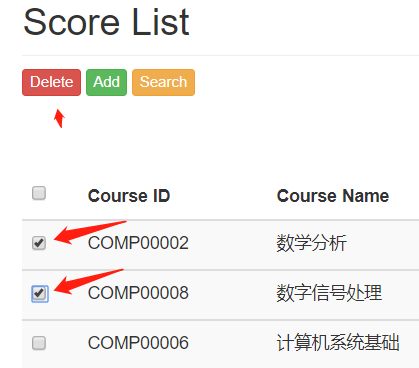 Score List
Delete Add Search
Course ID Course Name
COMP00002 数学分析
COMP00008 数字信号处理
COMP00006 计算机系统基础